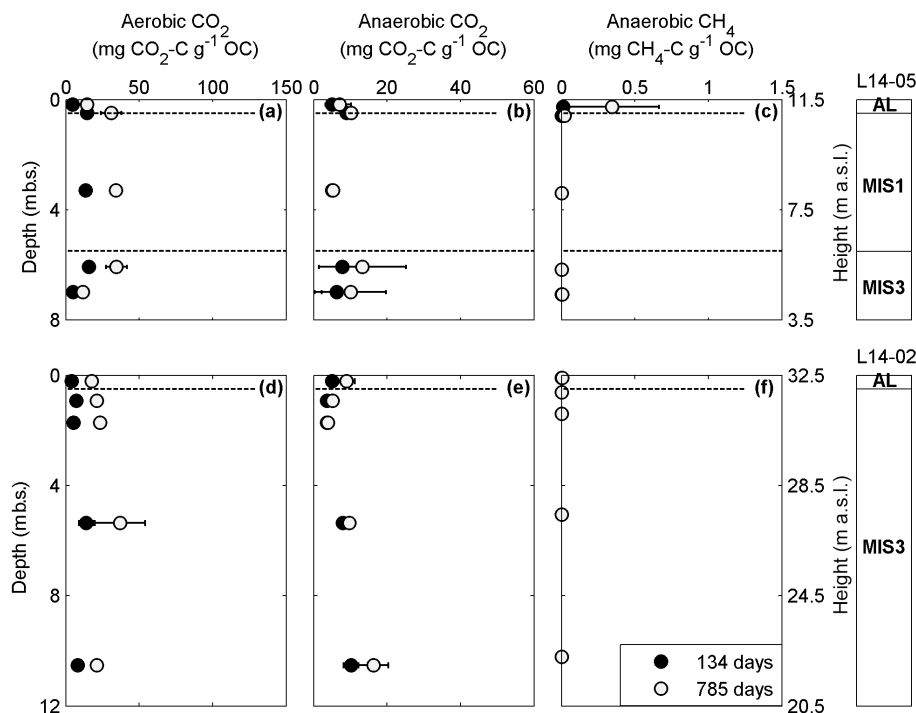 Aerobic CO2 Anaerobic CO2 Anaerobic CH4
(mg CO2-C g-1 OC) (mg CO2-C g-1 OC) (mg CH4-C g-1 OC)
0 50 100 150 0 20 40 60 0 0.5 1 1.5
L14-05
0 (a) (b) (c) 11.5 AL
4 7.5 MIS1
8 3.5 MIS3
Depth (m b.s.)
Height (m a.s.l.)
L14-02
0 (d) (e) (f) 32.5 AL
4 28.5
MIS3
8 24.5
12 20.5
Depth (m b.s.)
Height (m a.s.l.)
134 days
785 days